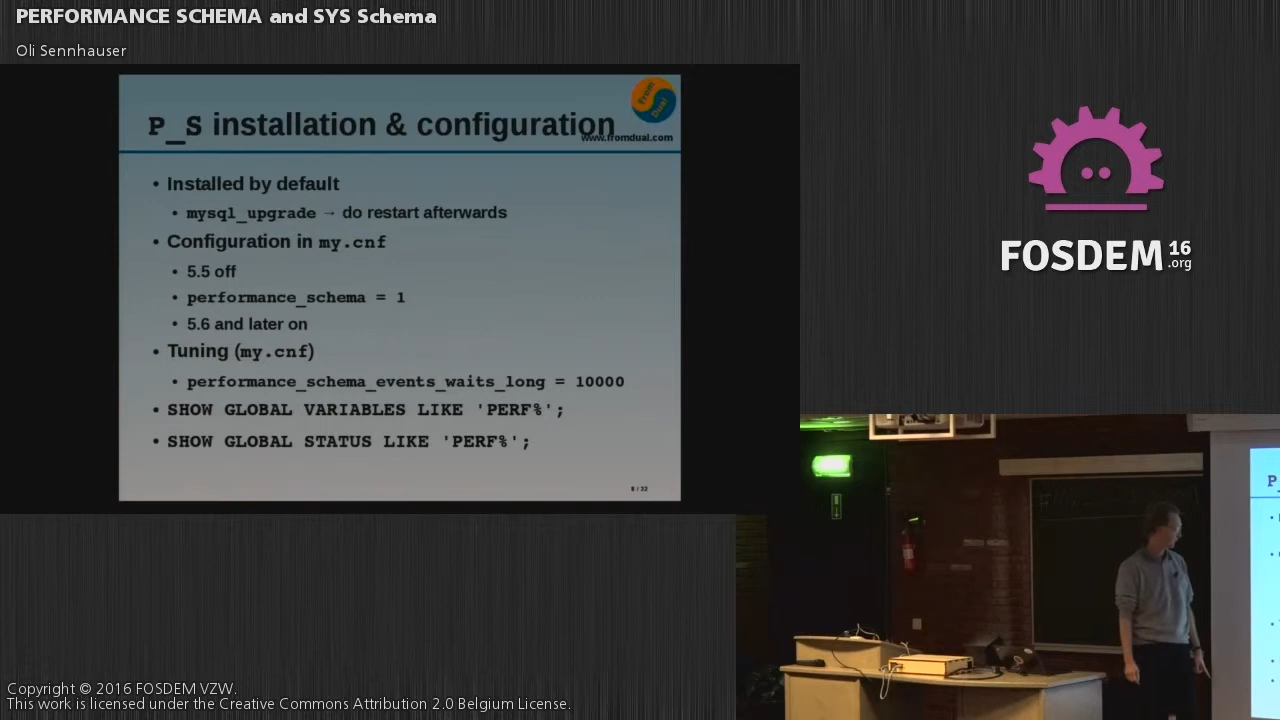 PERFORMANCE SCHEMA and SYS Schema
Oli Sennhauser
from
Dual
www.fromdual.com
P_S installation & configuration
• Installed by default
• mysql_upgrade → do restart afterwards
• Configuration in my.cnf
• 5.5 off
• performance_schema = 1
• 5.6 and later on
• Tuning (my.cnf)
• performance_schema_events_waits_long = 10000
• SHOW GLOBAL VARIABLES LIKE 'PERF%';
• SHOW GLOBAL STATUS LIKE 'PERF%';
FOSDEM 16
.org
P_
Copyright © 2016 FOSDEM VZW.
This work is licensed under the Creative Commons Attribution 2.0 Belgium License.